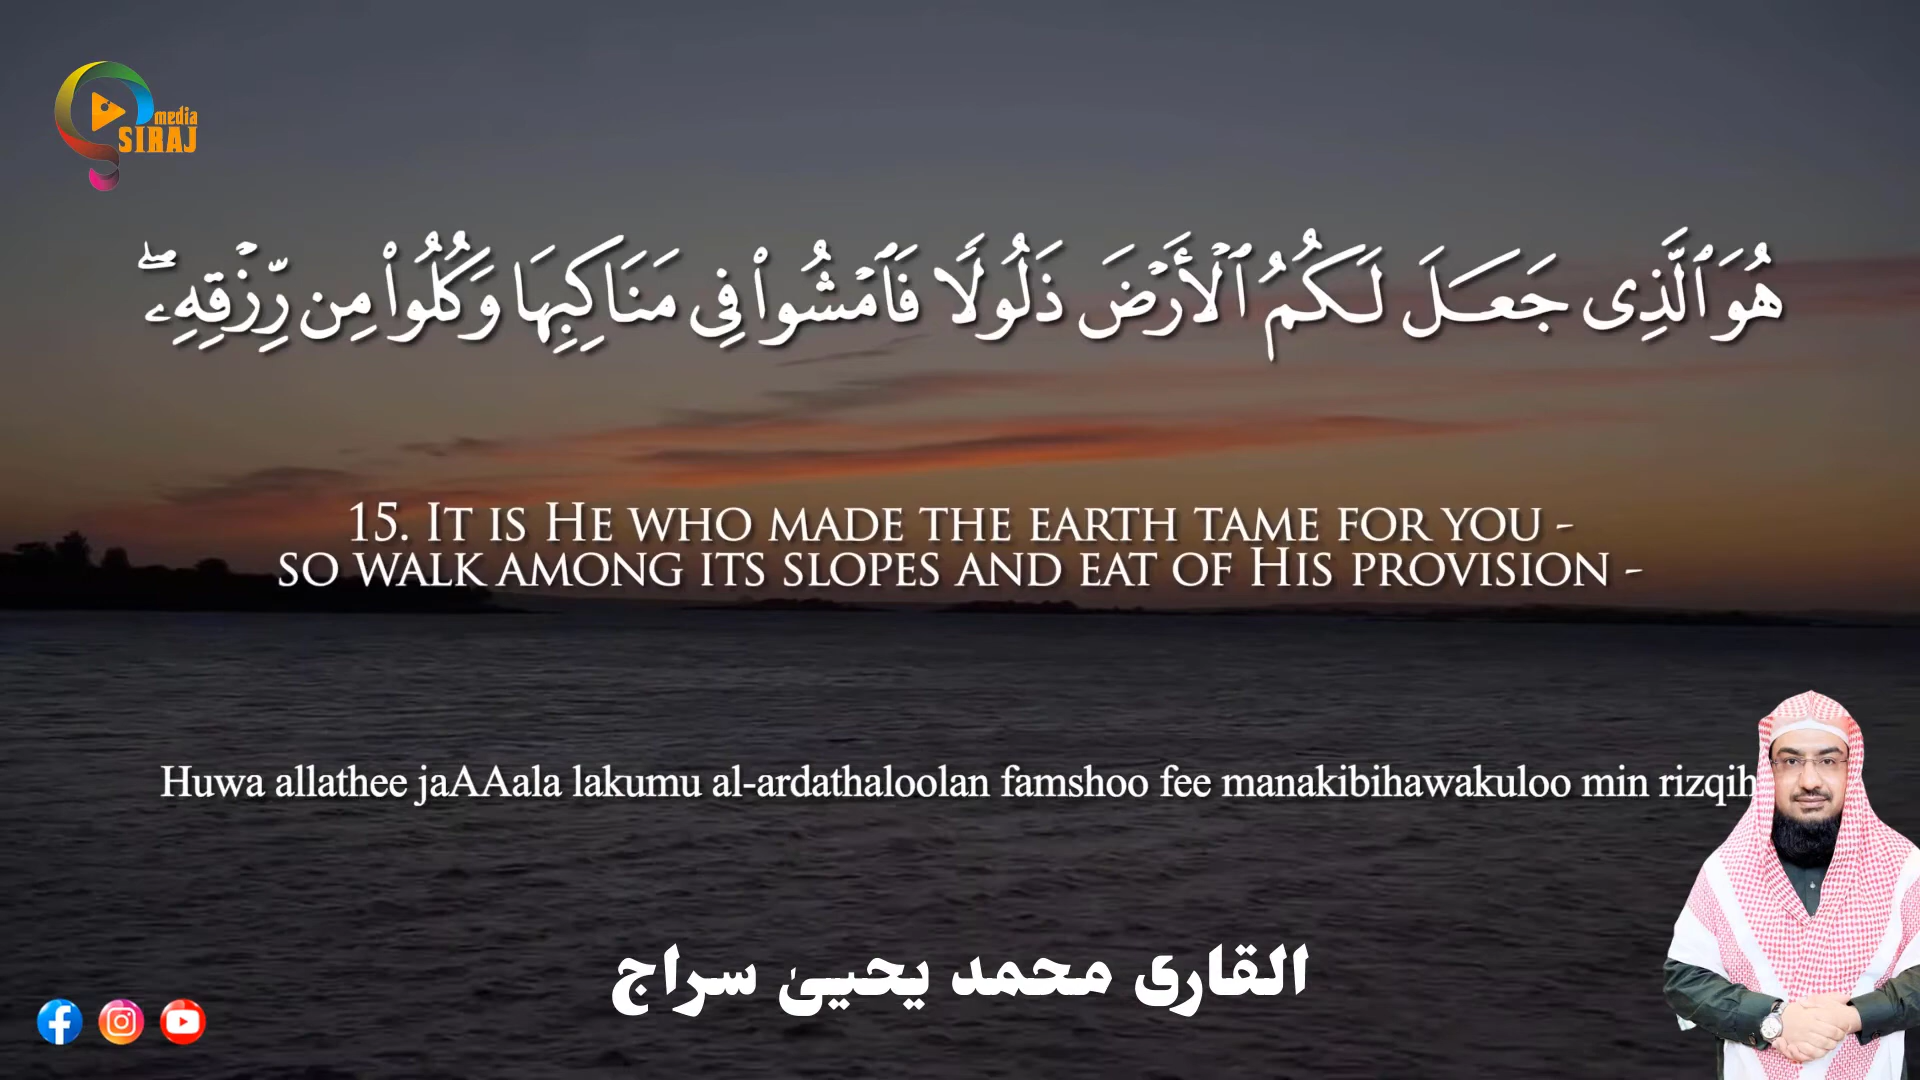 media
SIRAJ
هُوَ ٱلَّذِى جَعَلَ لَكُمُ ٱلْأَرْضَ ذَلُولًا فَٱمْشُوا۟ فِى مَنَاكِبِهَا وَكُلُوا۟ مِن رِّزْقِهِۦ ۖ
15. It is He who made the earth tame for you -
so walk among its slopes and eat of His provision -
Huwa allathee jaAAala lakumu al-ardathaloolan famshoo fee manakibihawakuloo min rizqih
القاری محمد یحییٰ سراج